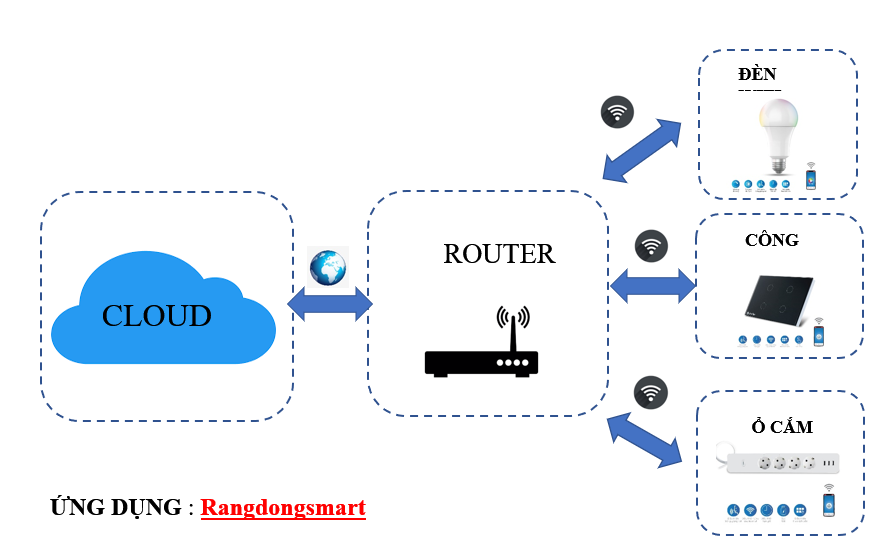 ĐÈN
CÔNG
ROUTER
CLOUD
Ổ CẮM
ỨNG DỤNG : Rangdongsmart